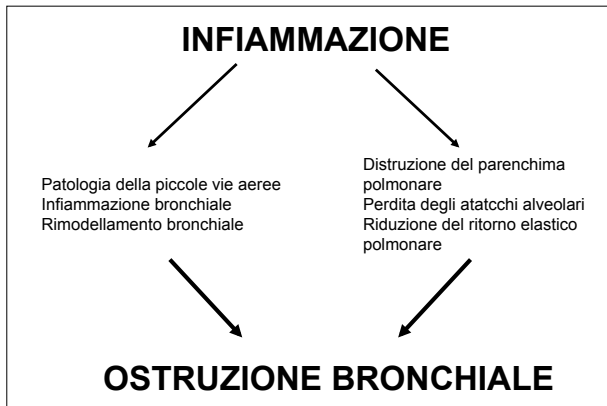 INFIAMMAZIONE
Patologia della piccole vie aeree
Infiammazione bronchiale
Rimodellamento bronchiale
Distruzione del parenchima
polmonare
Perdita degli atatcchi alveolari
Riduzione del ritorno elastico
polmonare
OSTRUZIONE BRONCHIALE